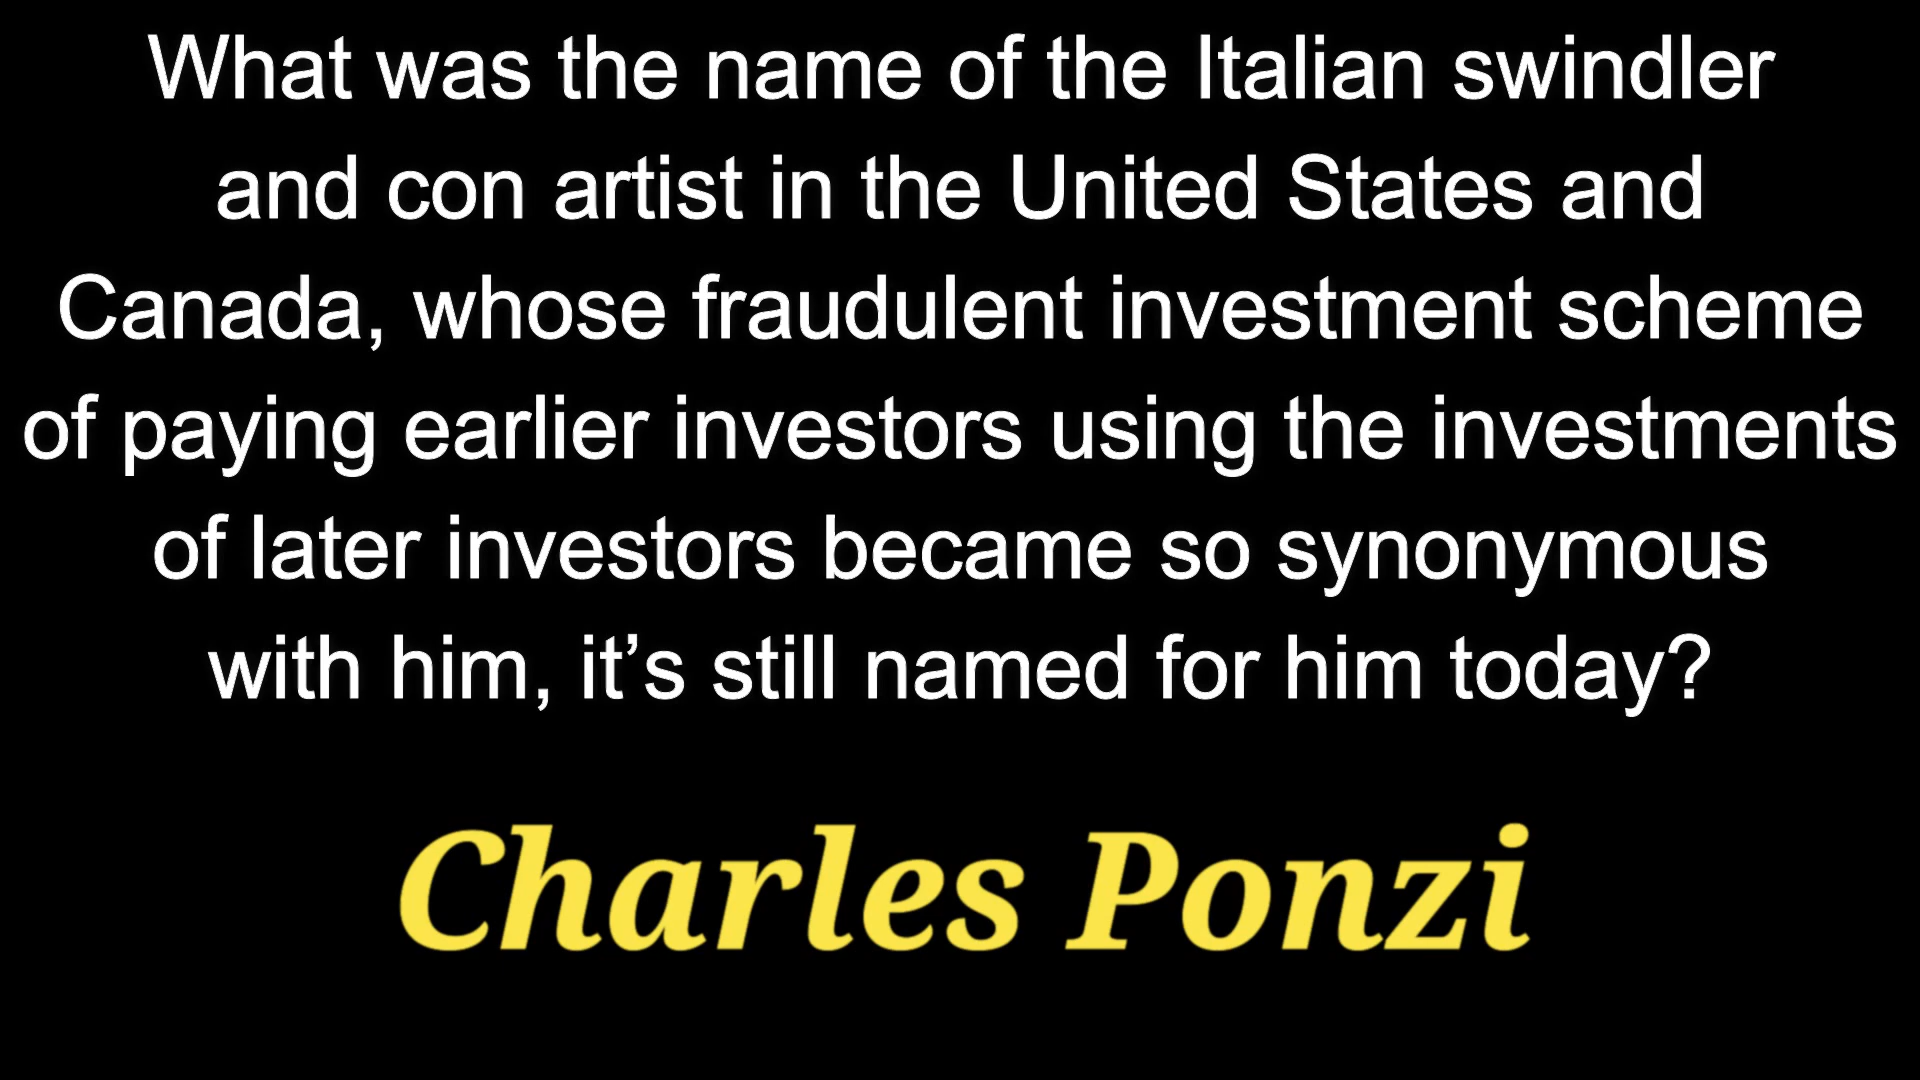 What was the name of the Italian swindler
and con artist in the United States and
Canada, whose fraudulent investment scheme
of paying earlier investors using the investments
of later investors became so synonymous
with him, it’s still named for him today?
Charles Ponzi